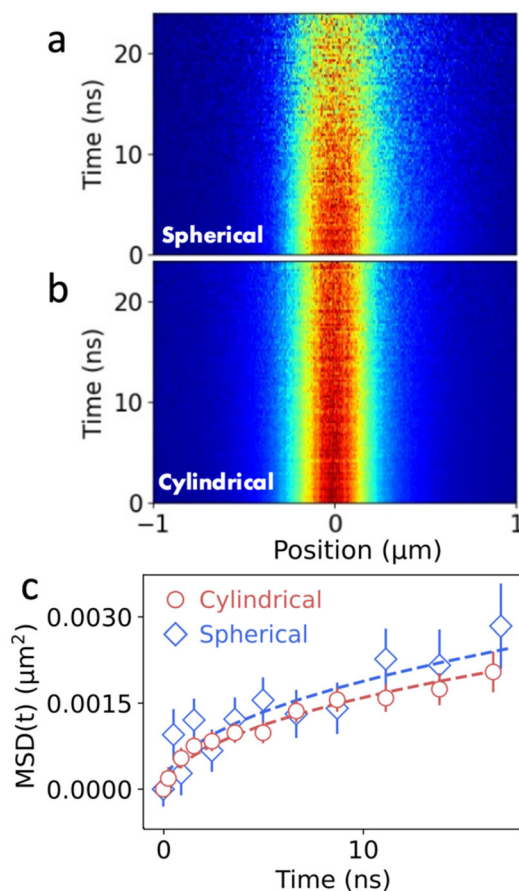 a
20
10
0
Time (ns)
Spherical
b
20
10
0
Time (ns)
Cylindrical
−1
0
1
Position (μm)
c
Cylindrical
Spherical
0.0030
0.0015
0.0000
MSD(t) (μm²)
0
10
Time (ns)